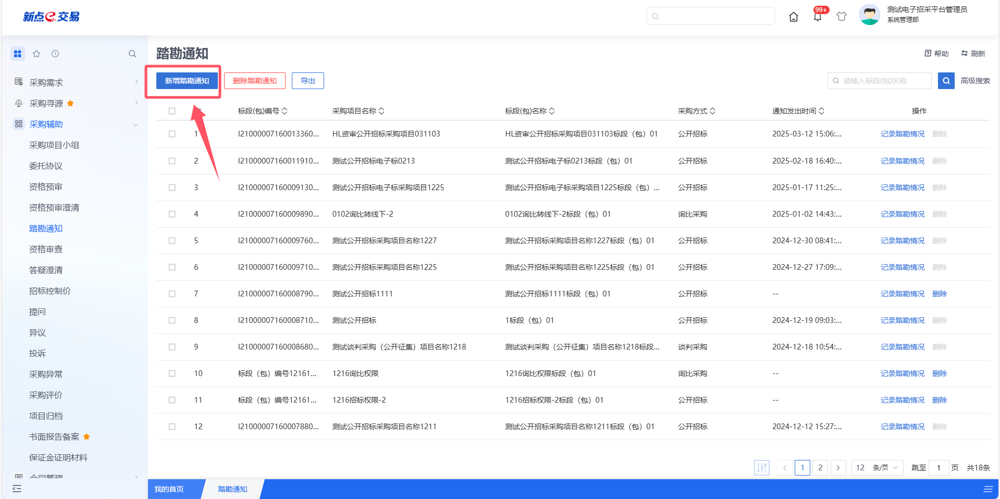 新点e交易
99+
测试电子招采平台管理员
系统管理部
踏勘通知
帮助
刷新
新增踏勘通知
删除踏勘通知
导出
请输入标段(包)名称
高级搜索
采购需求
采购寻源
采购辅助
采购项目小组
委托协议
资格预审
资格预审澄清
踏勘通知
资格审查
答疑澄清
招标控制价
提问
异议
投诉
采购异常
采购评价
项目归档
书面报告备案
保证金证明材料
合同管理
标段(包)编号 采购项目名称 标段(包)名称 采购方式 通知发出时间 操作
1 I21000007160013360... HL资审公开招标采购项目031103 HL资审公开招标采购项目031103标段（包）01 公开招标 2025-03-12 15:06:... 记录踏勘情况 删除
2 I21000007160011910... 测试公开招标电子标0213 测试公开招标电子标0213标段（包）01 公开招标 2025-02-18 16:40:... 记录踏勘情况 删除
3 I21000007160009130... 测试公开招标电子标采购项目1225 测试公开招标电子标采购项目1225标段（包）... 公开招标 2025-01-17 11:25:... 记录踏勘情况 删除
4 I21000007160009890... 0102询比转线下-2 0102询比转线下-2标段（包）01 询比采购 2025-01-02 14:43:... 记录踏勘情况 删除
5 I21000007160009760... 测试公开招标采购项目名称1227 测试公开招标采购项目名称1227标段（包）01 公开招标 2024-12-30 08:41:... 记录踏勘情况 删除
6 I21000007160009710... 测试公开招标采购项目名称1225 测试公开招标采购项目名称1225标段（包）01 公开招标 2024-12-27 17:09:... 记录踏勘情况 删除
7 I21000007160008790... 测试公开招标1111 测试公开招标1111标段（包）01 公开招标 -- 记录踏勘情况 删除
8 I21000007160008710... 测试公开招标 1标段（包）01 公开招标 2024-12-19 09:03:... 记录踏勘情况 删除
9 I21000007160008680... 测试谈判采购（公开征集）项目名称1218 测试谈判采购（公开征集）项目名称1218标段... 谈判采购 2024-12-18 10:54:... 记录踏勘情况 删除
10 标段（包）编号12161... 1216询比权限 1216询比权限标段（包）01 询比采购 -- 记录踏勘情况 删除
11 标段（包）编号12161... 1216招标权限-2 1216招标权限-2标段（包）01 公开招标 -- 记录踏勘情况 删除
12 I21000007160007880... 测试公开招标采购项目名称1211 测试公开招标采购项目名称1211标段（包）01 公开招标 2024-12-12 15:27:... 记录踏勘情况 删除
1 2 12 条/页 跳至 1 页 共18条
我的首页 踏勘通知